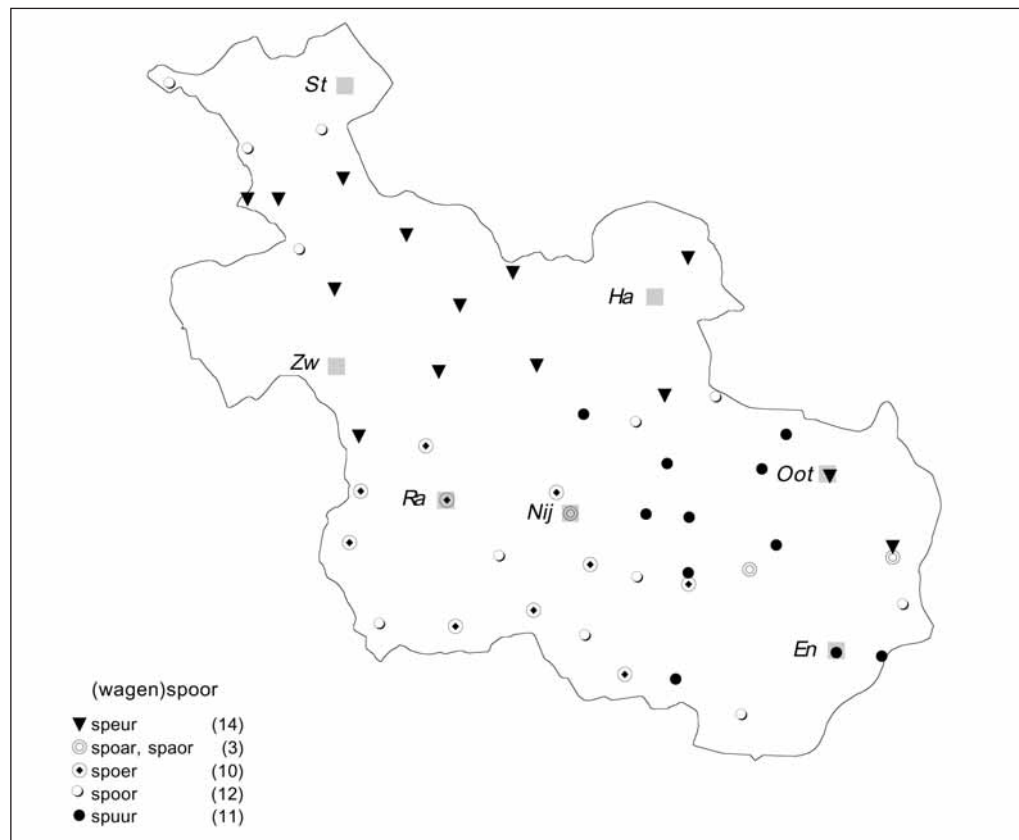 St
Ha
Zw
Oot
Ra
Nij
En
(wagen)spoor
speur (14)
spoar, spaor (3)
spoer (10)
spoor (12)
spuur (11)